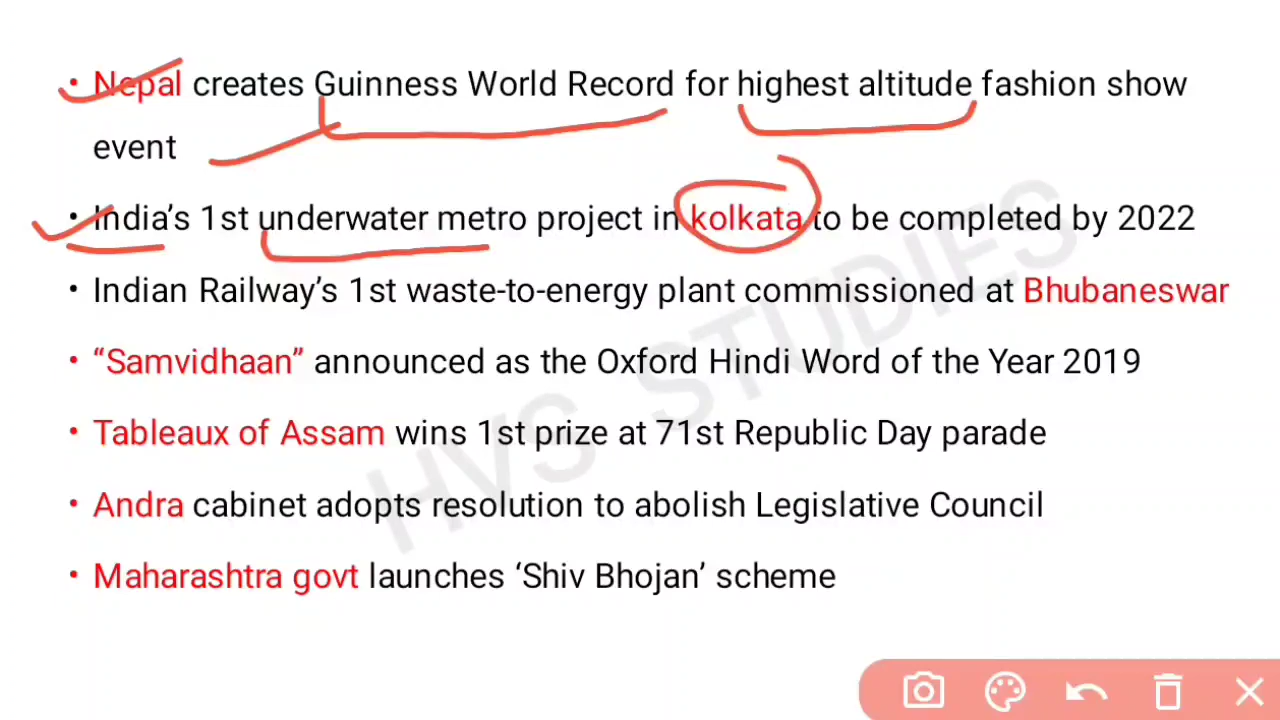 • Nepal creates Guinness World Record for highest altitude fashion show
event
• India’s 1st underwater metro project in kolkata to be completed by 2022
• Indian Railway’s 1st waste-to-energy plant commissioned at Bhubaneswar
• “Samvidhaan” announced as the Oxford Hindi Word of the Year 2019
• Tableaux of Assam wins 1st prize at 71st Republic Day parade
• Andra cabinet adopts resolution to abolish Legislative Council
• Maharashtra govt launches ‘Shiv Bhojan’ scheme
HVS STUDIES